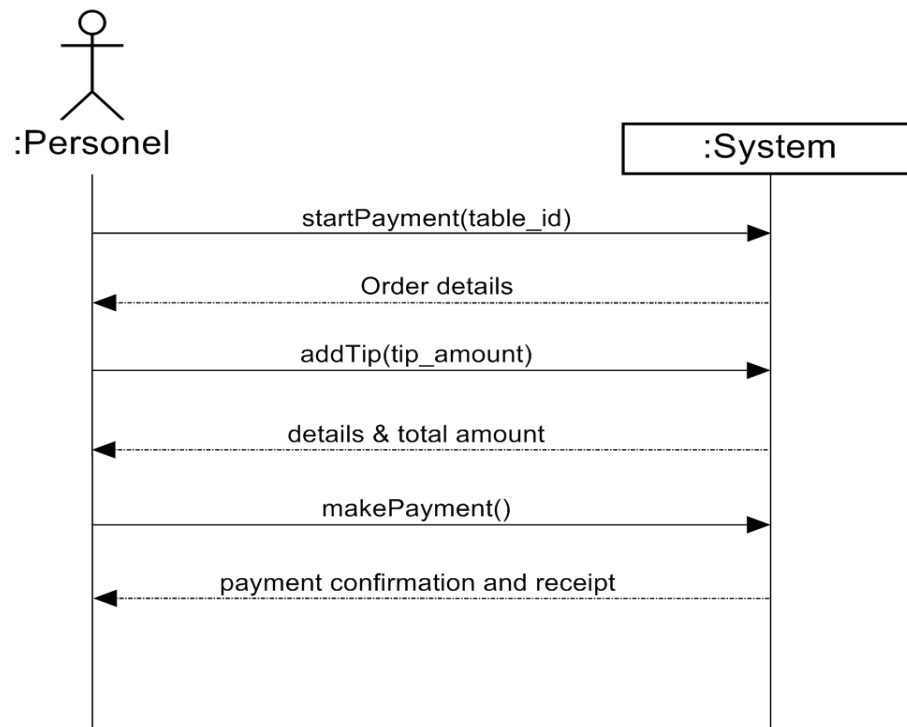 :Personel
:System
startPayment(table_id)
Order details
addTip(tip_amount)
details & total amount
makePayment()
payment confirmation and receipt